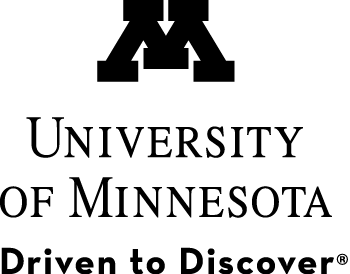 M
UNIVERSITY
OF MINNESOTA
Driven to Discover®